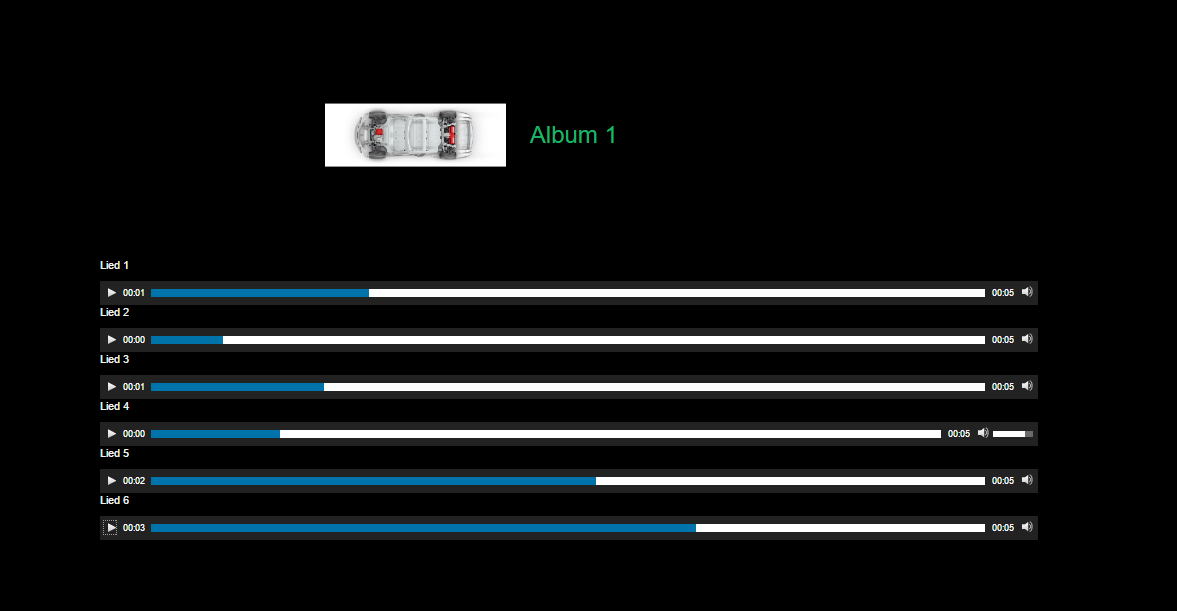 Album 1
Lied 1
00:01 00:05
Lied 2
00:00 00:05
Lied 3
00:01 00:05
Lied 4
00:00 00:05
Lied 5
00:02 00:05
Lied 6
00:03 00:05